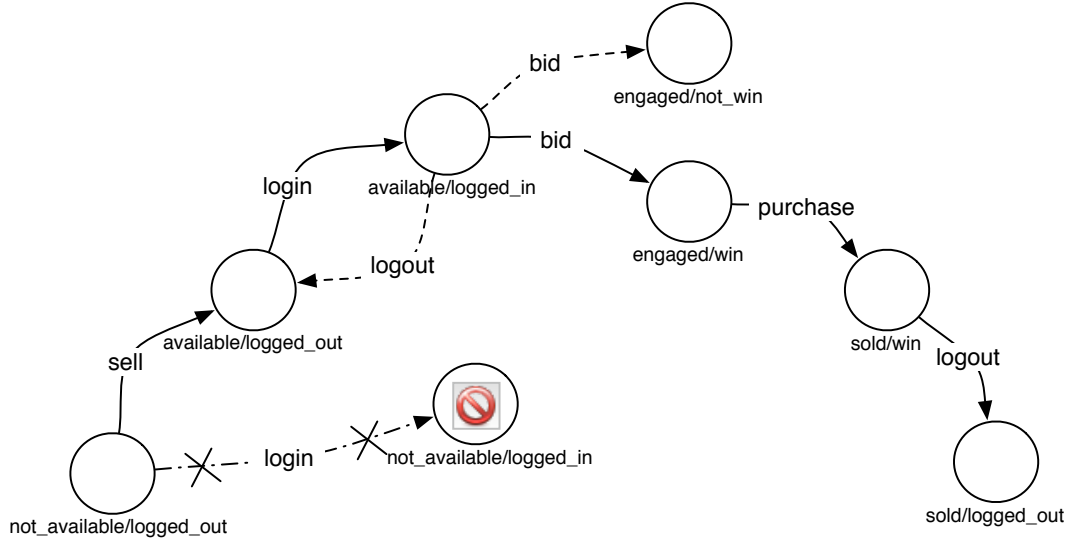 bid
engaged/not_win
bid
available/logged_in
login
purchase
engaged/win
logout
available/logged_out
sold/win
sell
logout
login
not_available/logged_in
sold/logged_out
not_available/logged_out